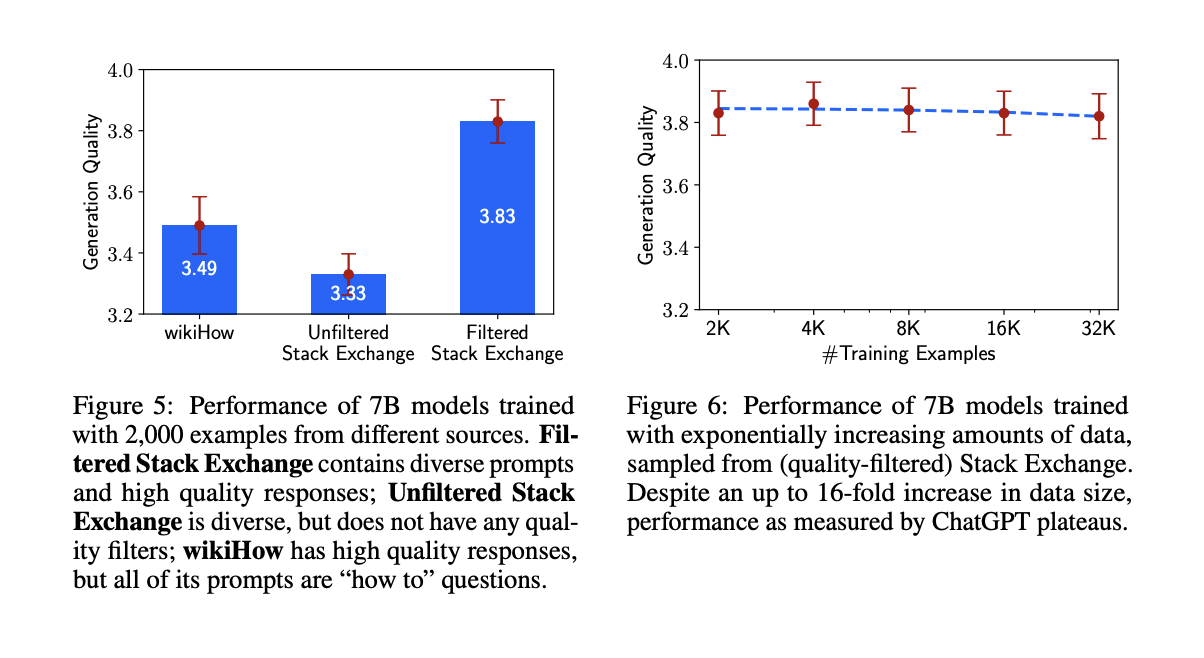 4.0
3.8
3.6
3.4
3.2
Generation Quality
3.49
3.33
3.83
wikiHow
Unfiltered
Stack Exchange
Filtered
Stack Exchange
Figure 5: Performance of 7B models trained
with 2,000 examples from different sources. Fil-
tered Stack Exchange contains diverse prompts
and high quality responses; Unfiltered Stack
Exchange is diverse, but does not have any qual-
ity filters; wikiHow has high quality responses,
but all of its prompts are “how to” questions.
4.0
3.8
3.6
3.4
3.2
Generation Quality
2K
4K
8K
16K
32K
#Training Examples
Figure 6: Performance of 7B models trained
with exponentially increasing amounts of data,
sampled from (quality-filtered) Stack Exchange.
Despite an up to 16-fold increase in data size,
performance as measured by ChatGPT plateaus.